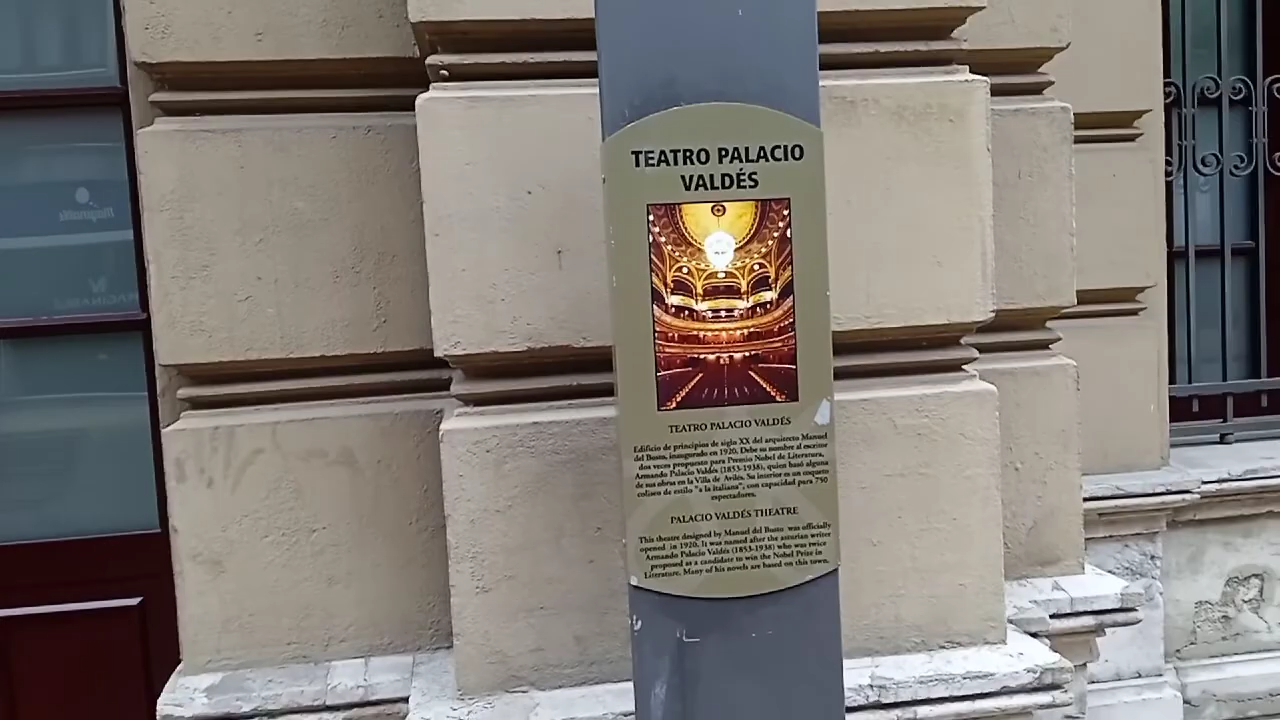 TEATRO PALACIO
VALDÉS
TEATRO PALACIO VALDÉS
Edificio de principios de siglo XX del arquitecto Manuel
del Busto, inaugurado en 1920. Debe su nombre al escritor
dos veces propuesto para Premio Nobel de Literatura,
Armando Palacio Valdés (1853-1938), quien basó alguna
de sus obras en la Villa de Avilés. Su interior es un coqueto
coliseo de estilo "a la italiana", con capacidad para 750
espectadores.
PALACIO VALDÉS THEATRE
This theatre designed by Manuel del Busto was officially
opened in 1920. It was named after the asturian writer
Armando Palacio Valdés (1853-1938) who was twice
proposed as a candidate to win the Nobel Prize in
Literature. Many of his novels are based on this town.